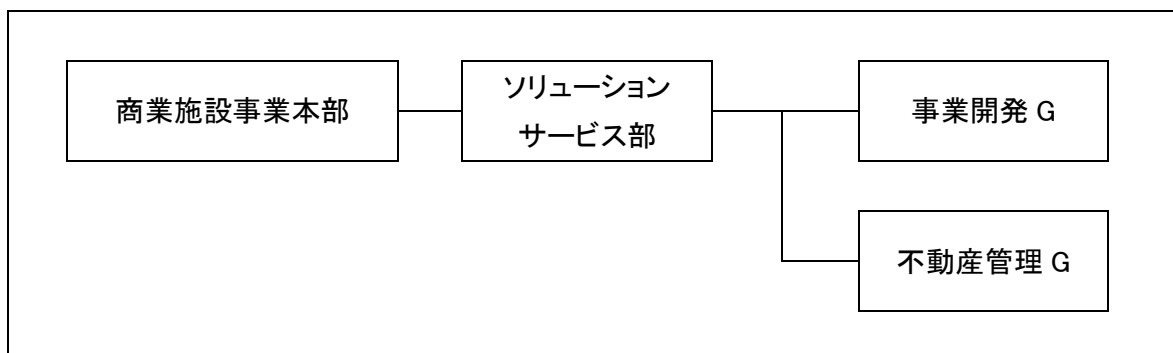 商業施設事業本部
ソリューション
サービス部
事業開発 G
不動産管理 G